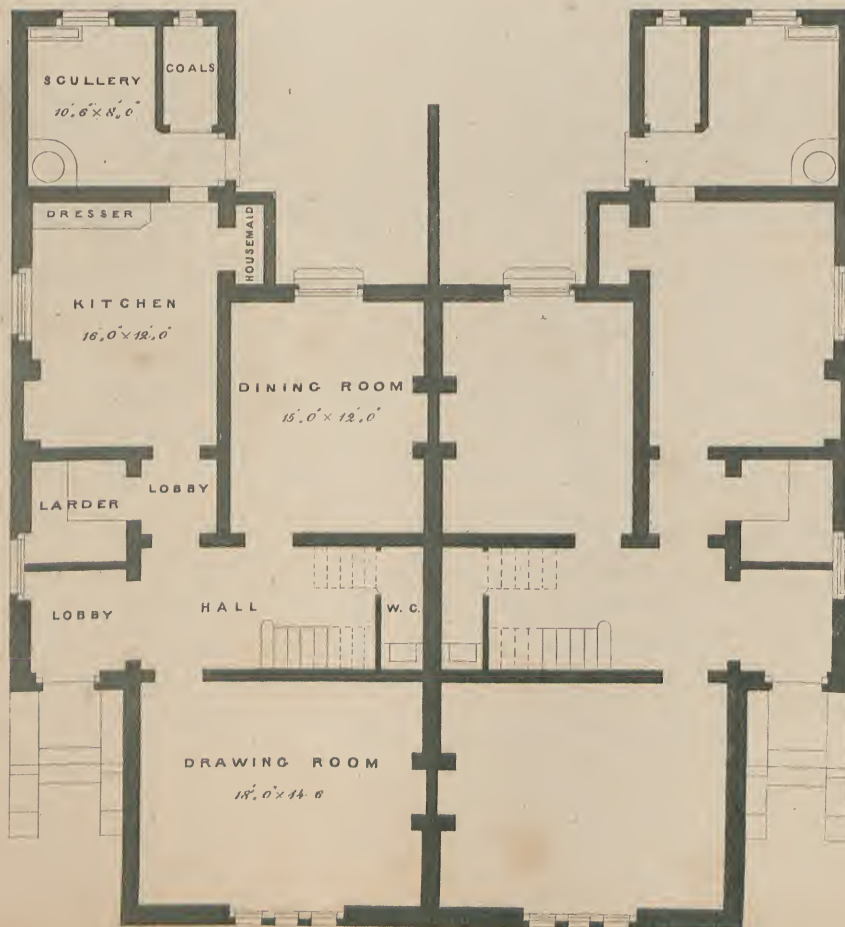 SCULLERY
10'.6" × 8'.0"
COALS
DRESSER
HOUSEMAID
KITCHEN
16'.0" × 12'.0"
DINING ROOM
15'.0" × 12'.0"
LOBBY
LARDER
LOBBY
HALL
W.C.
DRAWING ROOM
18'.0" × 14.6